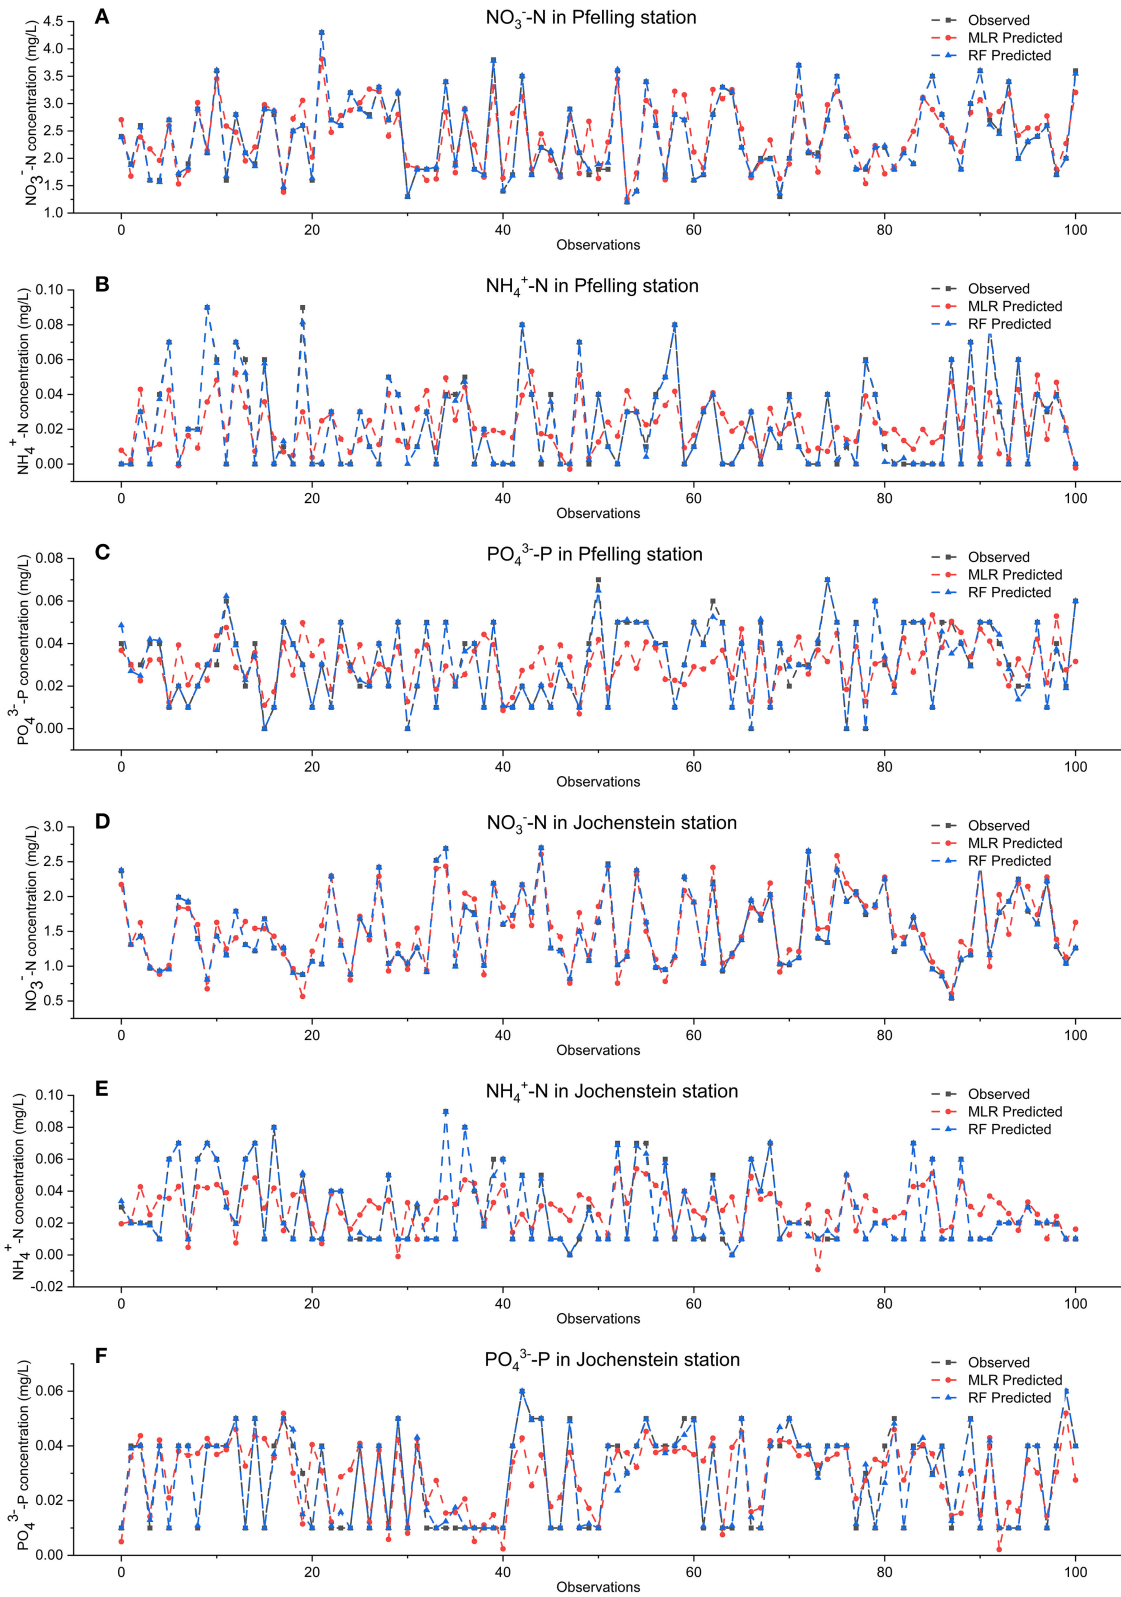 A
NO₃⁻-N in Pfelling station
Observed
MLR Predicted
RF Predicted
NO₃⁻-N concentration (mg/L)
4.5
4.0
3.5
3.0
2.5
2.0
1.5
1.0
0 20 40 60 80 100
Observations
B
NH₄⁺-N in Pfelling station
Observed
MLR Predicted
RF Predicted
NH₄⁺-N concentration (mg/L)
0.10
0.08
0.06
0.04
0.02
0.00
0 20 40 60 80 100
Observations
C
PO₄³⁻-P in Pfelling station
Observed
MLR Predicted
RF Predicted
PO₄³⁻-P concentration (mg/L)
0.08
0.06
0.04
0.02
0.00
0 20 40 60 80 100
Observations
D
NO₃⁻-N in Jochenstein station
Observed
MLR Predicted
RF Predicted
NO₃⁻-N concentration (mg/L)
3.0
2.5
2.0
1.5
1.0
0.5
0 20 40 60 80 100
Observations
E
NH₄⁺-N in Jochenstein station
Observed
MLR Predicted
RF Predicted
NH₄⁺-N concentration (mg/L)
0.10
0.08
0.06
0.04
0.02
0.00
-0.02
0 20 40 60 80 100
Observations
F
PO₄³⁻-P in Jochenstein station
Observed
MLR Predicted
RF Predicted
PO₄³⁻-P concentration (mg/L)
0.06
0.04
0.02
0.00
0 20 40 60 80 100
Observations